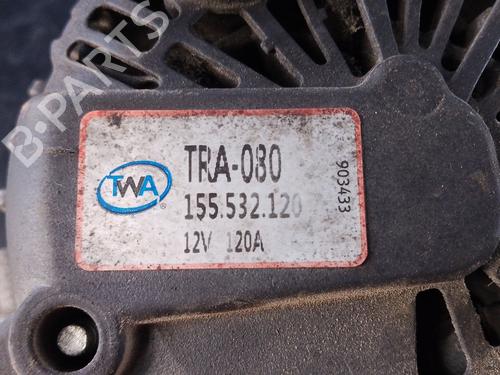 B-PARTS
TWA
®
TRA-080
155.532.120
12V 120A
903433